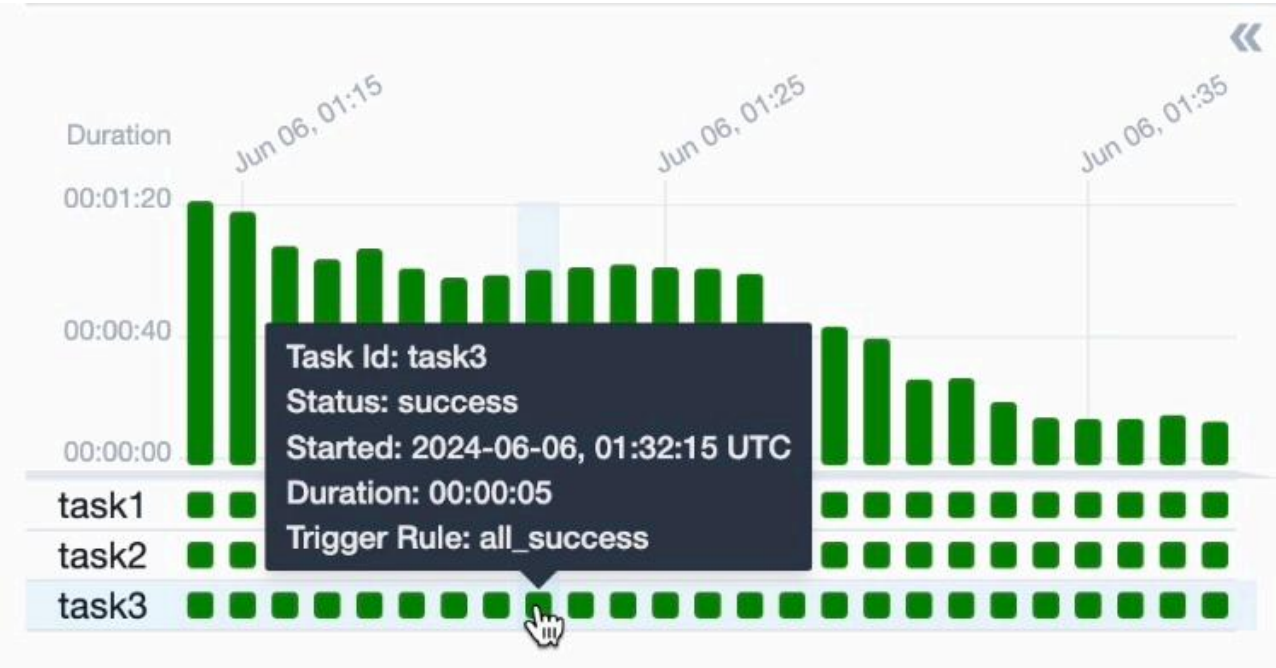 «
Jun 06, 01:15
Jun 06, 01:25
Jun 06, 01:35
Duration
00:01:20
00:00:40
00:00:00
Task Id: task3
Status: success
Started: 2024-06-06, 01:32:15 UTC
Duration: 00:00:05
Trigger Rule: all_success
task1
task2
task3